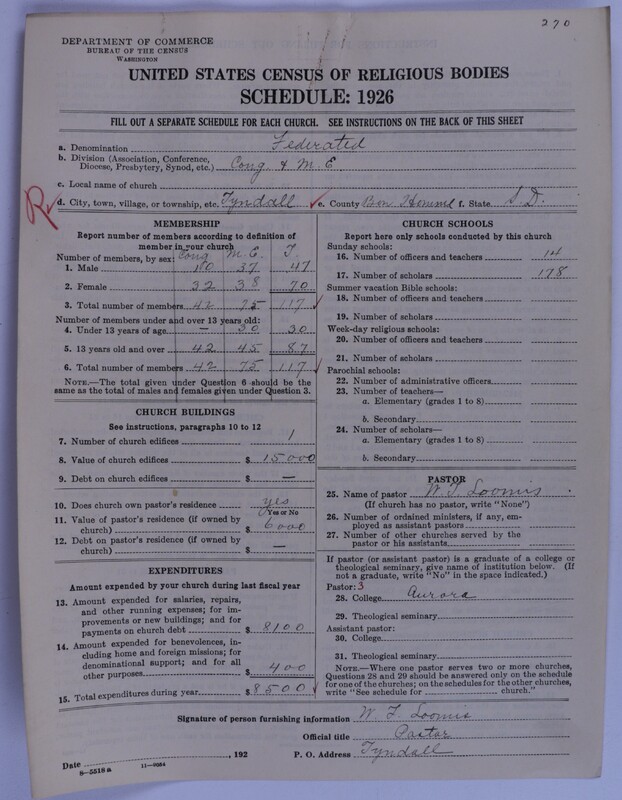 270
DEPARTMENT OF COMMERCE
BUREAU OF THE CENSUS
WASHINGTON
UNITED STATES CENSUS OF RELIGIOUS BODIES
SCHEDULE: 1926
FILL OUT A SEPARATE SCHEDULE FOR EACH CHURCH. SEE INSTRUCTIONS ON THE BACK OF THIS SHEET
a. Denomination Federated
b. Division (Association, Conference, Diocese, Presbytery, Synod, etc.) Cong & M.E.
c. Local name of church
R
d. City, town, village, or township, etc. Tyndall e. County Bon Homme f. State S.D.
MEMBERSHIP
Report number of members according to definition of member in your church
Number of members, by sex: Cong M.E. T.
1. Male 10 37 47
2. Female 32 38 70
3. Total number of members 42 75 117
Number of members under and over 13 years old:
4. Under 13 years of age — 30 30
5. 13 years old and over 42 45 87
6. Total number of members 42 75 117
NOTE.—The total given under Question 6 should be the same as the total of males and females given under Question 3.
CHURCH BUILDINGS
See instructions, paragraphs 10 to 12
7. Number of church edifices 1
8. Value of church edifices $ 15000
9. Debt on church edifices $ —
10. Does church own pastor's residence? yes
Yes or No
11. Value of pastor's residence (if owned by church) $ 6000
12. Debt on pastor's residence (if owned by church) $ —
EXPENDITURES
Amount expended by your church during last fiscal year
13. Amount expended for salaries, repairs, and other running expenses; for improvements or new buildings; and for payments on church debt $ 8100
14. Amount expended for benevolences, including home and foreign missions; for denominational support; and for all other purposes $ 400
15. Total expenditures during year $ 8500
CHURCH SCHOOLS
Report here only schools conducted by this church
Sunday schools:
16. Number of officers and teachers 14
17. Number of scholars 178
Summer vacation Bible schools:
18. Number of officers and teachers
19. Number of scholars
Week-day religious schools:
20. Number of officers and teachers
21. Number of scholars
Parochial schools:
22. Number of administrative officers
23. Number of teachers—
a. Elementary (grades 1 to 8)
b. Secondary
24. Number of scholars—
a. Elementary (grades 1 to 8)
b. Secondary
PASTOR
25. Name of pastor W. F. Loomis
(If church has no pastor, write "None")
26. Number of ordained ministers, if any, employed as assistant pastors
27. Number of other churches served by the pastor or his assistants
If pastor (or assistant pastor) is a graduate of a college or theological seminary, give name of institution below. (If not a graduate, write "No" in the space indicated.)
Pastor: 3
28. College Aurora
29. Theological seminary
Assistant pastor:
30. College
31. Theological seminary
NOTE.—Where one pastor serves two or more churches, Questions 28 and 29 should be answered only on the schedule for one of the churches; on the schedules for the other churches, write "See schedule for church."
Signature of person furnishing information W. F. Loomis
Official title Pastor
Date , 192 P. O. Address Tyndall
8-5518a 11-9054